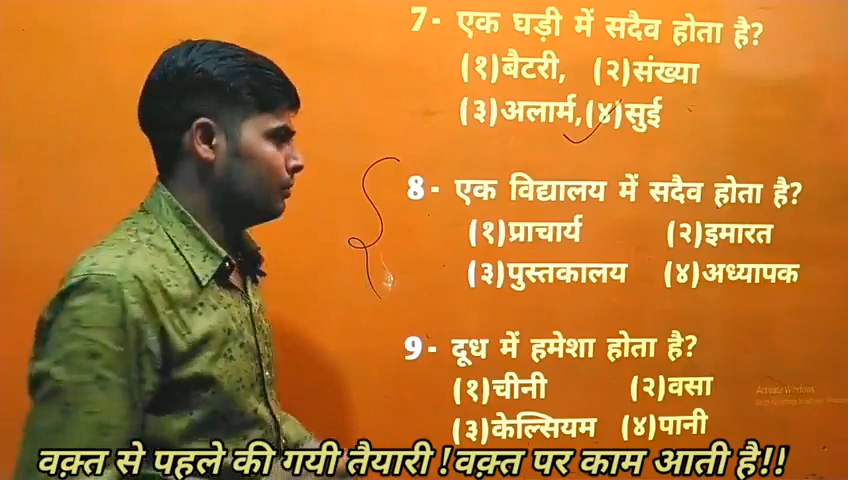 7- एक घड़ी में सदैव होता है?
(१)बैटरी, (२)संख्या
(३)अलार्म,(४)सुई
8- एक विद्यालय में सदैव होता है?
(१)प्राचार्य (२)इमारत
(३)पुस्तकालय (४)अध्यापक
9- दूध में हमेशा होता है?
(१)चीनी (२)वसा
Activate Windows
(३)केल्सियम (४)पानी
वक़्त से पहले की गयी तैयारी ! वक़्त पर काम आती है!!